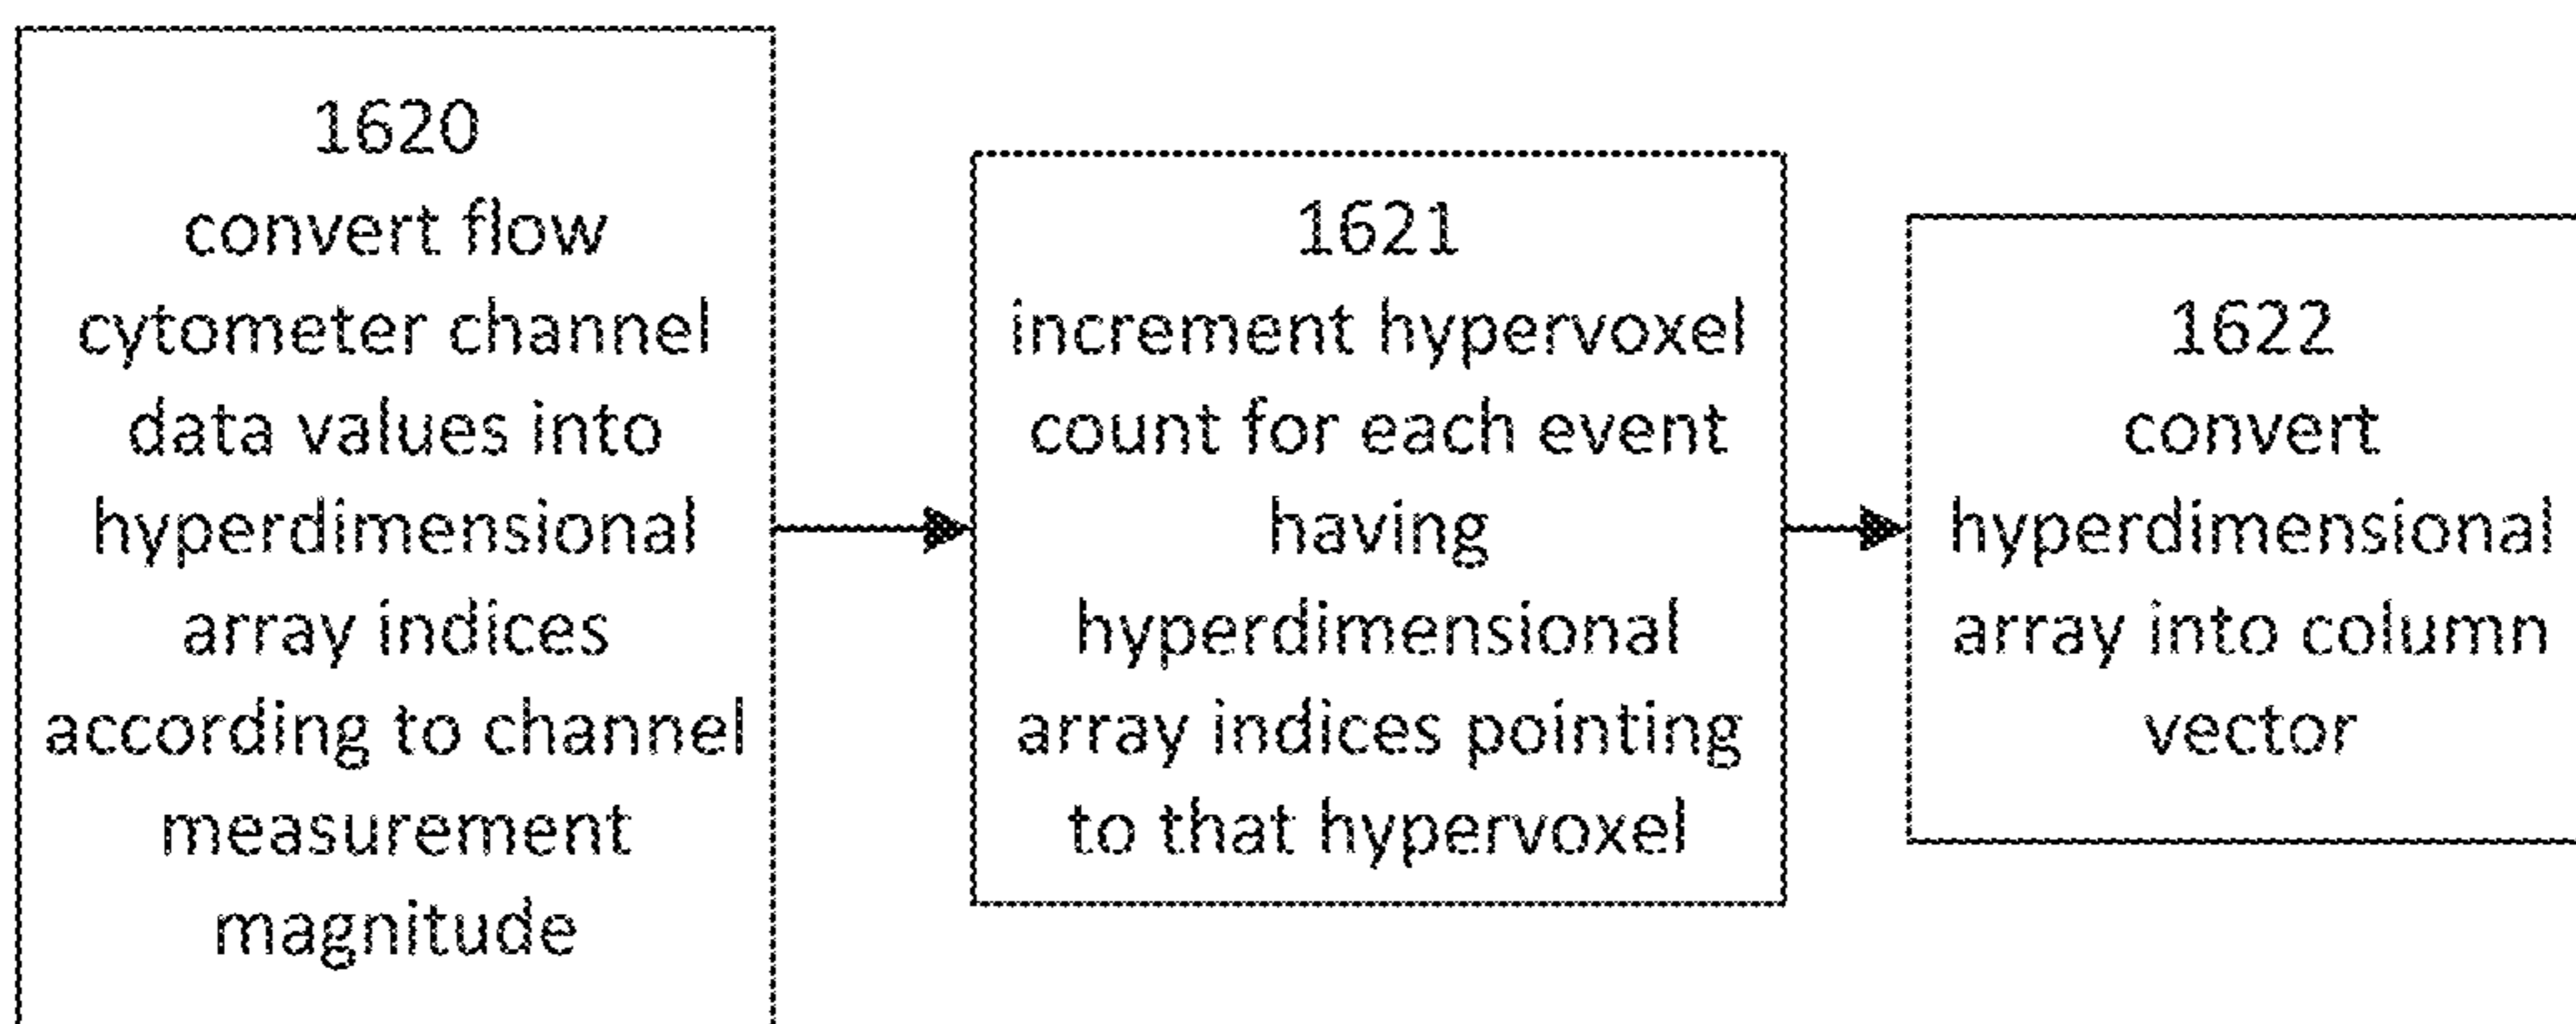 1620
convert flow
cytometer channel
data values into
hyperdimensional
array indices
according to channel
measurement
magnitude
1621
increment hypervoxel
count for each event
having
hyperdimensional
array indices pointing
to that hypervoxel
1622
convert
hyperdimensional
array into column
vector